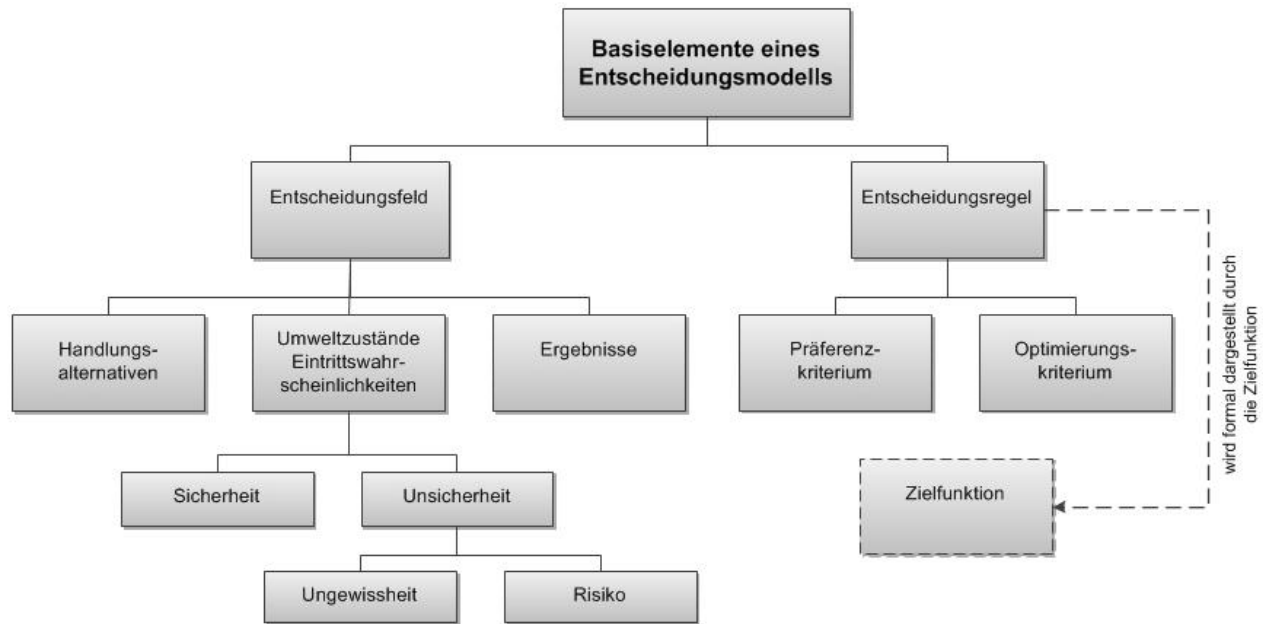 Basiselemente eines
Entscheidungsmodells
Entscheidungsfeld
Entscheidungsregel
Handlungs-
alternativen
Umweltzustände
Eintrittswahr-
scheinlichkeiten
Ergebnisse
Präferenz-
kriterium
Optimierungs-
kriterium
wird formal dargestellt durch
die Zielfunktion
Sicherheit
Unsicherheit
Zielfunktion
Ungewissheit
Risiko